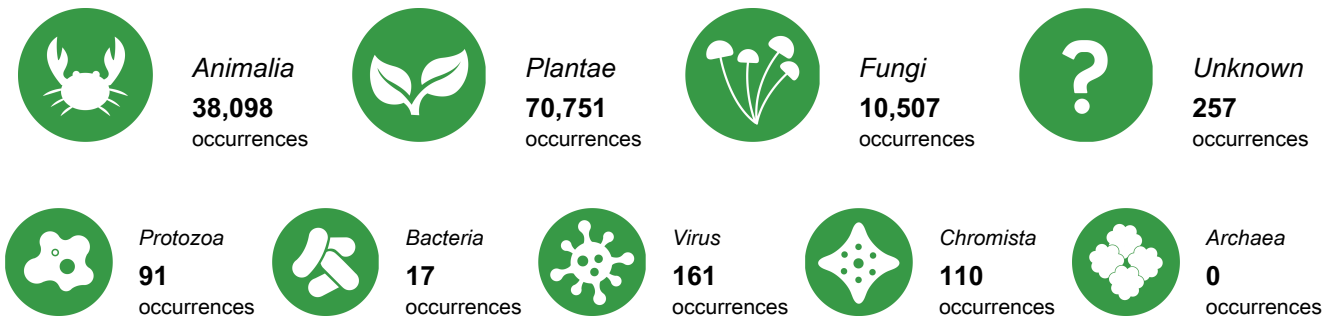 Animalia
38,098
occurrences
Plantae
70,751
occurrences
Fungi
10,507
occurrences
?
Unknown
257
occurrences
Protozoa
91
occurrences
Bacteria
17
occurrences
Virus
161
occurrences
Chromista
110
occurrences
Archaea
0
occurrences